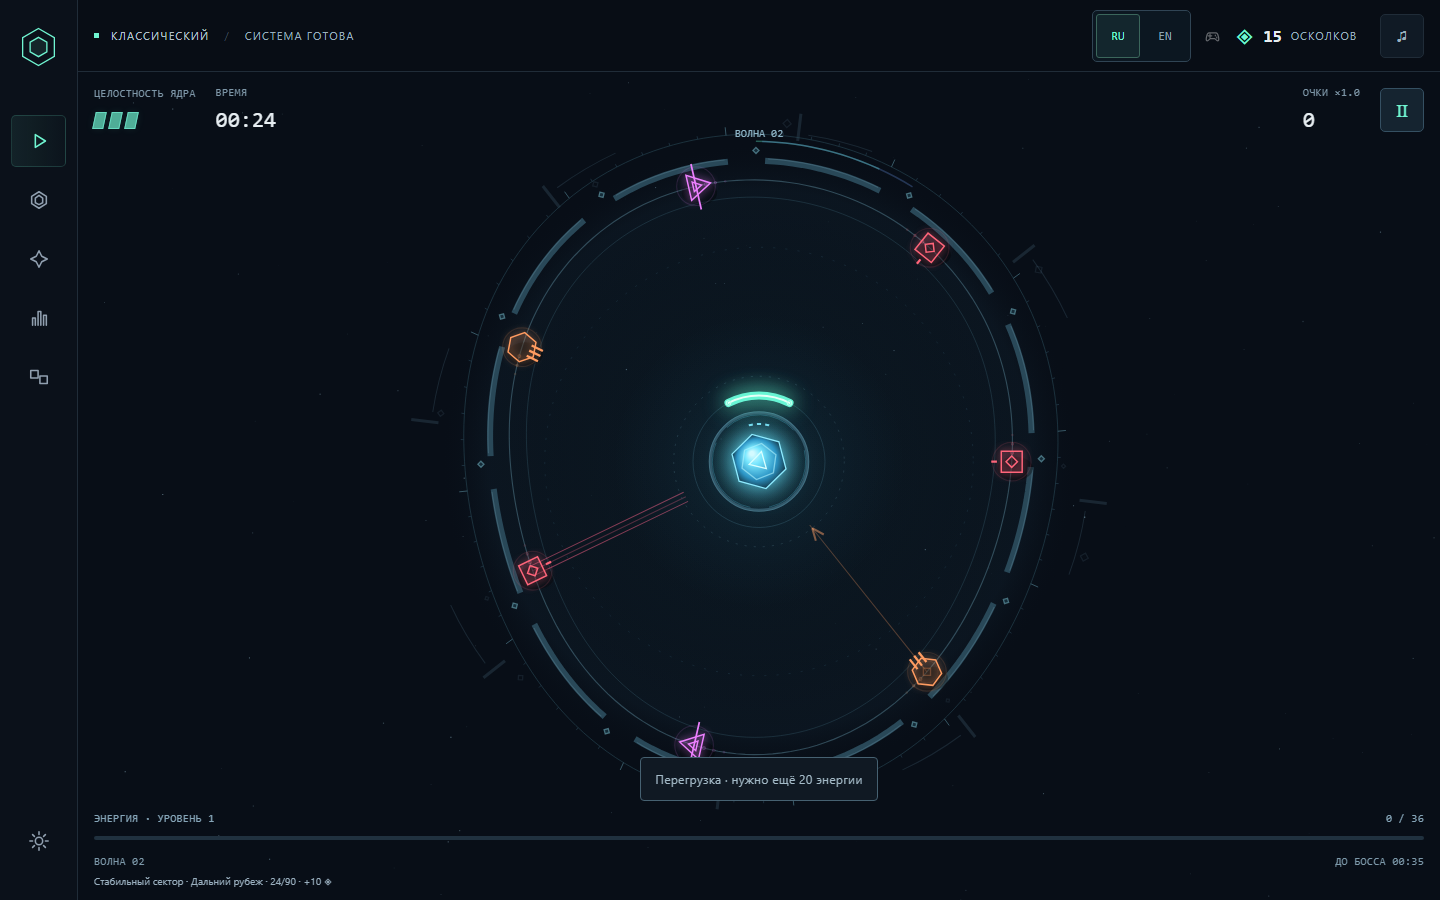 КЛАССИЧЕСКИЙ / СИСТЕМА ГОТОВА
RU EN
15 ОСКОЛКОВ
ЦЕЛОСТНОСТЬ ЯДРА
ВРЕМЯ
00:24
ОЧКИ ×1.0
0
ВОЛНА 02
Перегрузка · нужно ещё 20 энергии
ЭНЕРГИЯ · УРОВЕНЬ 1
0 / 36
ВОЛНА 02
ДО БОССА 00:35
Стабильный сектор · Дальний рубеж · 24/90 · +10 ◈